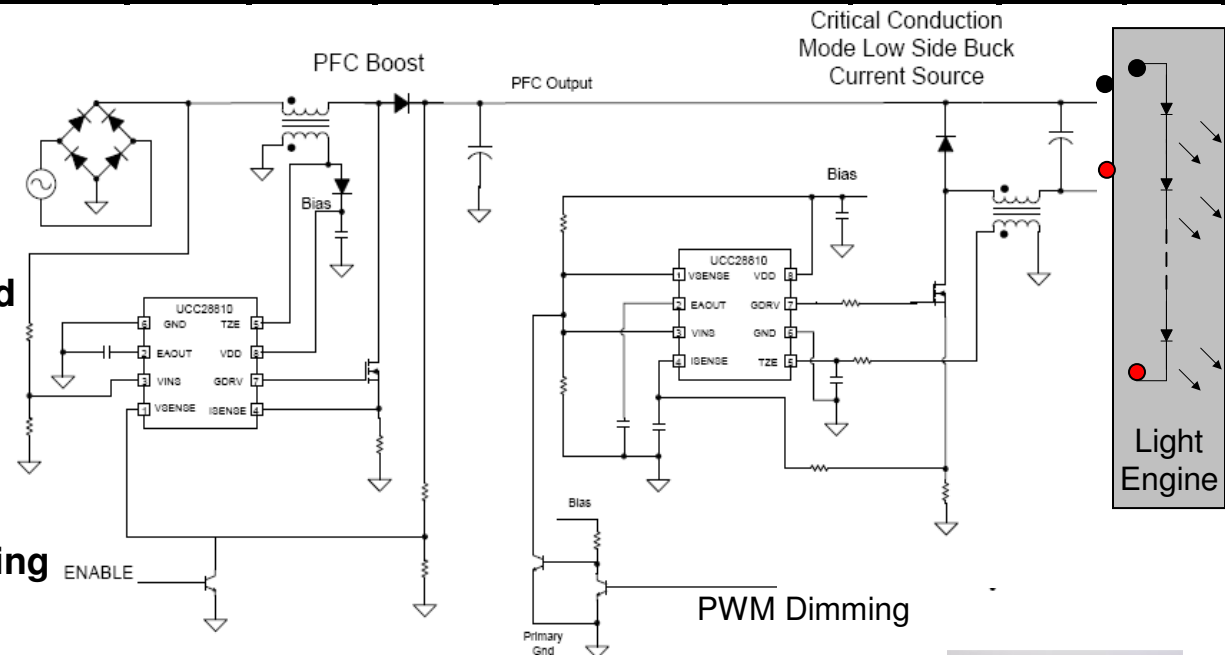 Critical Conduction
Mode Low Side Buck
Current Source
PFC Boost
PFC Output
Bias
Bias
d
UCC28810
6 GND TZE 5
2 EAOUT VDD 8
3 VINS GDRV 7
1 VSENSE ISENSE 4
UCC28810
1 VSENSE VDD 8
2 EAOUT GDRV 7
3 VINS GND 6
4 ISENSE TZE 5
Light
Engine
Bias
ing
ENABLE
PWM Dimming
Primary
Gnd